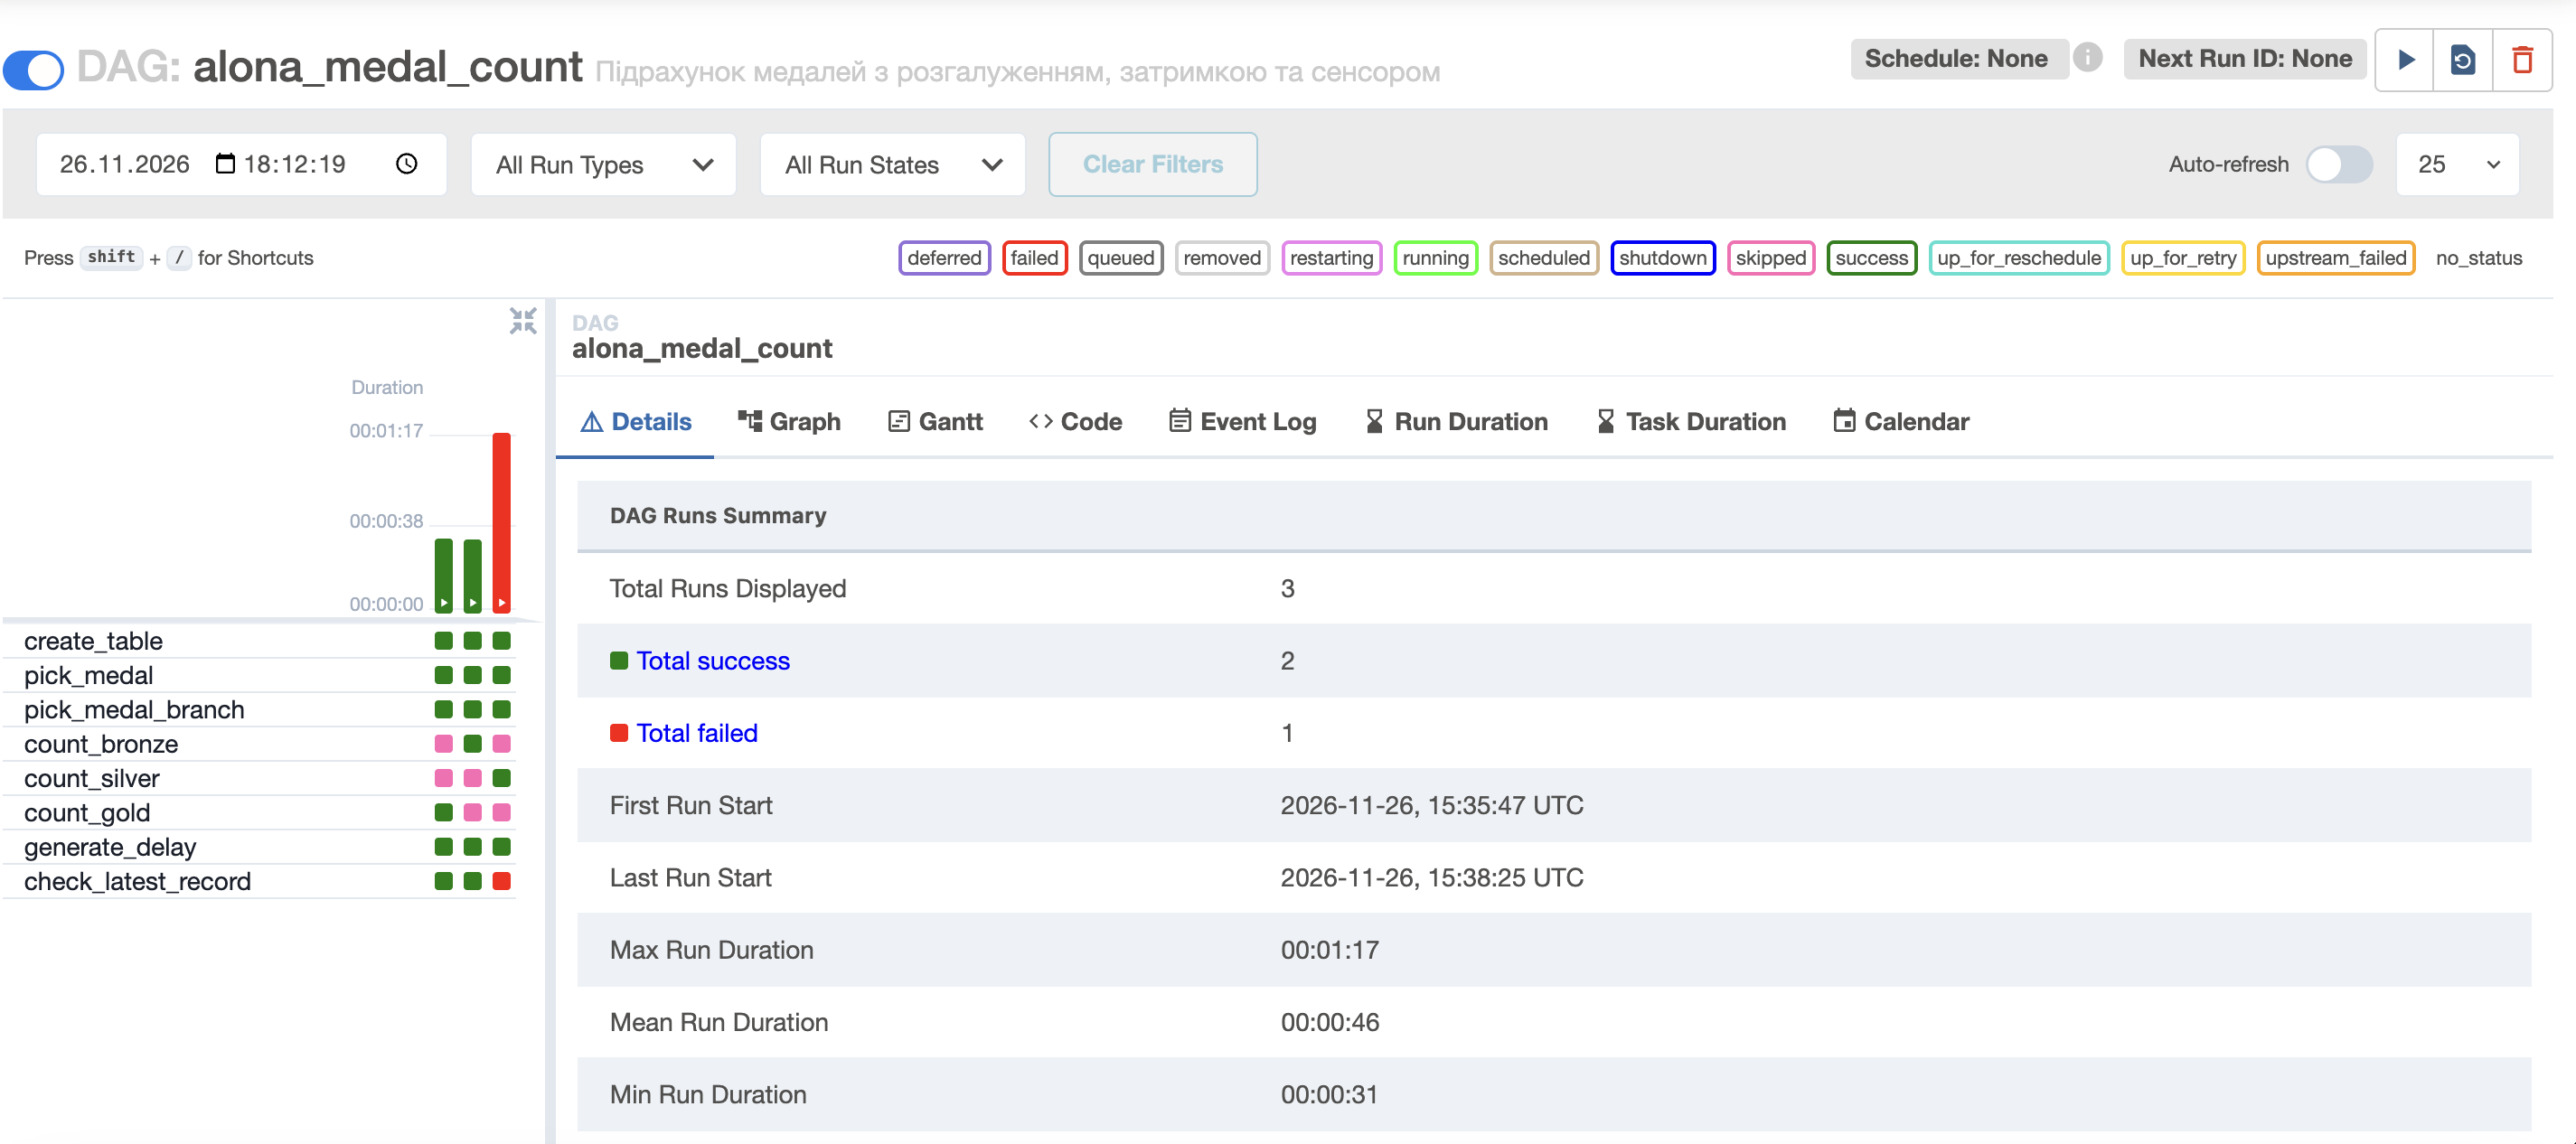 DAG: alona_medal_count Підрахунок медалей з розгалуженням, затримкою та сенсором Schedule: None i Next Run ID: None
26.11.2026 18:12:19 All Run Types All Run States Clear Filters Auto-refresh 25
Press shift + / for Shortcuts deferred failed queued removed restarting running scheduled shutdown skipped success up_for_reschedule up_for_retry upstream_failed no_status
Duration
00:01:17
00:00:38
00:00:00
create_table
pick_medal
pick_medal_branch
count_bronze
count_silver
count_gold
generate_delay
check_latest_record
DAG
alona_medal_count
Details Graph Gantt Code Event Log Run Duration Task Duration Calendar
DAG Runs Summary
Total Runs Displayed 3
Total success 2
Total failed 1
First Run Start 2026-11-26, 15:35:47 UTC
Last Run Start 2026-11-26, 15:38:25 UTC
Max Run Duration 00:01:17
Mean Run Duration 00:00:46
Min Run Duration 00:00:31